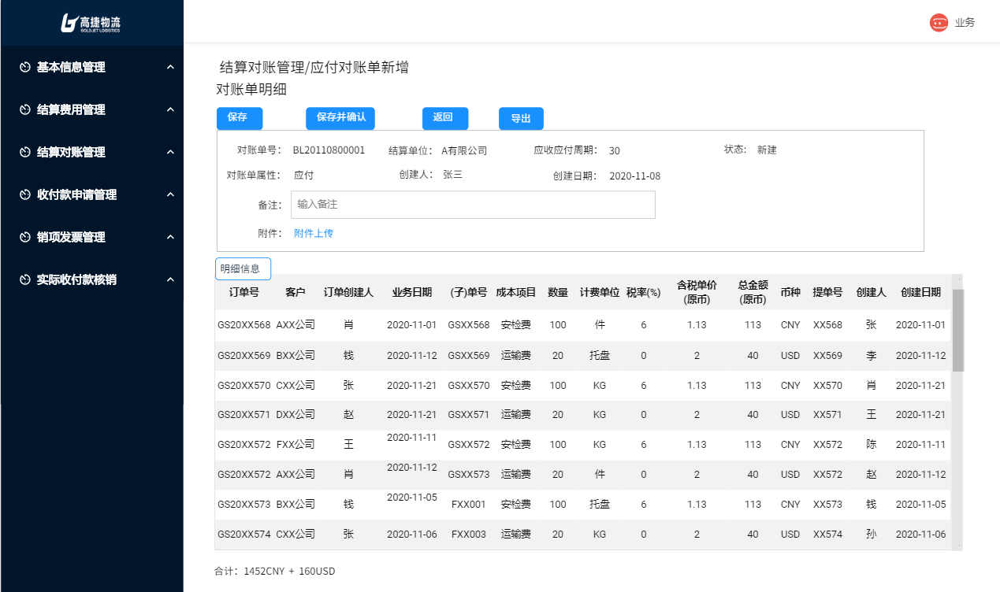 高捷物流
GOLDJET LOGISTICS
业务
基本信息管理
结算费用管理
结算对账管理
收付款申请管理
销项发票管理
实际收付款核销
结算对账管理/应付对账单新增
对账单明细
保存 保存并确认 返回 导出
对账单号： BL20110800001 结算单位： A有限公司 应收应付周期： 30 状态： 新建
对账单属性： 应付 创建人： 张三 创建日期： 2020-11-08
备注： 输入备注
附件： 附件上传
明细信息
订单号 客户 订单创建人 业务日期 (子)单号 成本项目 数量 计费单位 税率(%) 含税单价(原币) 总金额(原币) 币种 提单号 创建人 创建日期
GS20XX568 AXX公司 肖 2020-11-01 GSXX568 安检费 100 件 6 1.13 113 CNY XX568 张 2020-11-01
GS20XX569 BXX公司 钱 2020-11-12 GSXX569 运输费 20 托盘 0 2 40 USD XX569 李 2020-11-12
GS20XX570 CXX公司 张 2020-11-21 GSXX570 安检费 100 KG 6 1.13 113 CNY XX570 肖 2020-11-21
GS20XX571 DXX公司 赵 2020-11-21 GSXX571 运输费 20 KG 0 2 40 USD XX571 王 2020-11-21
GS20XX572 FXX公司 王 2020-11-11 GSXX572 安检费 100 KG 6 1.13 113 CNY XX572 陈 2020-11-11
GS20XX572 AXX公司 肖 2020-11-12 GSXX573 运输费 20 件 0 2 40 USD XX572 赵 2020-11-12
GS20XX573 BXX公司 钱 2020-11-05 FXX001 安检费 100 托盘 6 1.13 113 CNY XX573 钱 2020-11-05
GS20XX574 CXX公司 张 2020-11-06 FXX003 运输费 20 KG 0 2 40 USD XX574 孙 2020-11-06
合计：1452CNY + 160USD